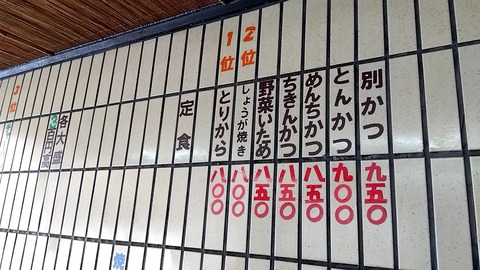 別かつ 九五〇
とんかつ 九〇〇
めんちかつ 八五〇
ちきんかつ 八五〇
野菜いため 八五〇
2位 しょうが焼き 八〇〇
1位 とりから 八〇〇
定食
各大盛
3位
焼